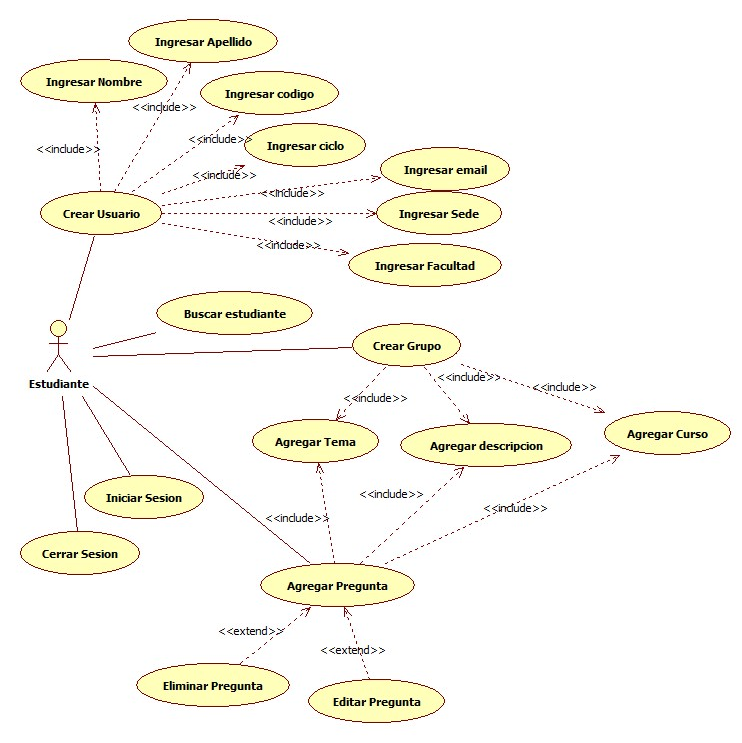 Ingresar Apellido
Ingresar Nombre
Ingresar codigo
<<include>>
<<include>>
<<include>>
Ingresar ciclo
Ingresar email
<<include>>
<<include>>
Crear Usuario
Ingresar Sede
<<include>>
<<include>>
Ingresar Facultad
Buscar estudiante
Crear Grupo
Estudiante
<<include>>
<<include>>
<<include>>
Agregar Tema
Agregar descripcion
Agregar Curso
Iniciar Sesion
<<include>>
<<include>>
<<include>>
Cerrar Sesion
Agregar Pregunta
<<extend>>
<<extend>>
Eliminar Pregunta
Editar Pregunta